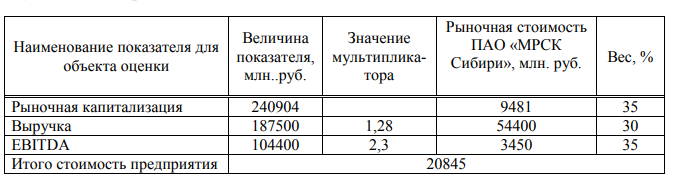 Наименование показателя для объекта оценки
Величина показателя, млн..руб.
Значение мультиплика-тора
Рыночная стоимость ПАО «МРСК Сибири», млн. руб.
Вес, %
Рыночная капитализация 240904 9481 35
Выручка 187500 1,28 54400 30
EBITDA 104400 2,3 3450 35
Итого стоимость предприятия 20845